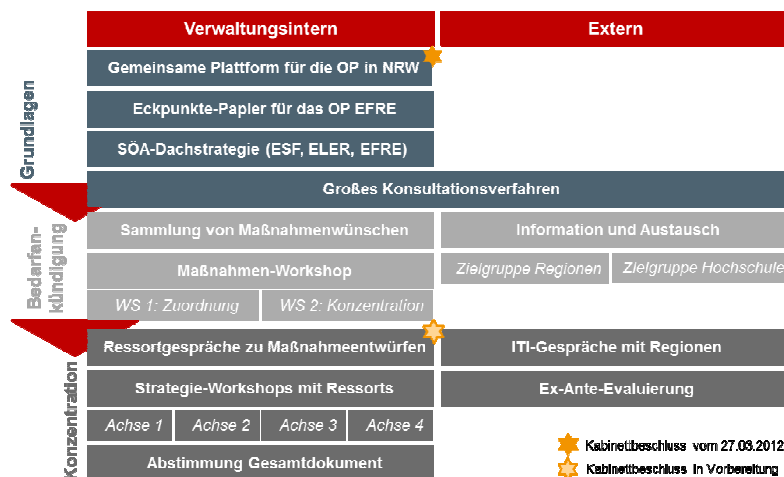 Verwaltungsintern
Extern
Grundlagen
Gemeinsame Plattform für die OP in NRW
Eckpunkte-Papier für das OP EFRE
SÖA-Dachstrategie (ESF, ELER, EFRE)
Großes Konsultationsverfahren
Bedarfan-
kündigung
Sammlung von Maßnahmenwünschen
Information und Austausch
Maßnahmen-Workshop
Zielgruppe Regionen
Zielgruppe Hochschule
WS 1: Zuordnung
WS 2: Konzentration
Konzentration
Ressortgespräche zu Maßnahmeentwürfen
ITI-Gespräche mit Regionen
Strategie-Workshops mit Ressorts
Ex-Ante-Evaluierung
Achse 1
Achse 2
Achse 3
Achse 4
Abstimmung Gesamtdokument
Kabinettbeschluss vom 27.03.2012
Kabinettbeschluss in Vorbereitung